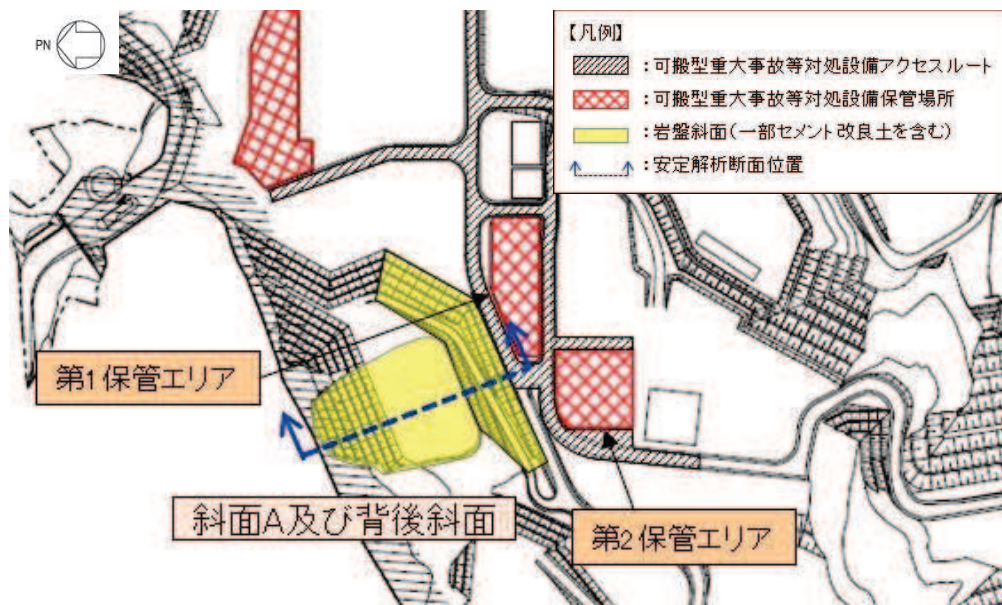 PN
【凡例】
：可搬型重大事故等対処設備アクセスルート
：可搬型重大事故等対処設備保管場所
：岩盤斜面(一部セメント改良土を含む)
：安定解析断面位置
第1保管エリア
斜面A及び背後斜面
第2保管エリア